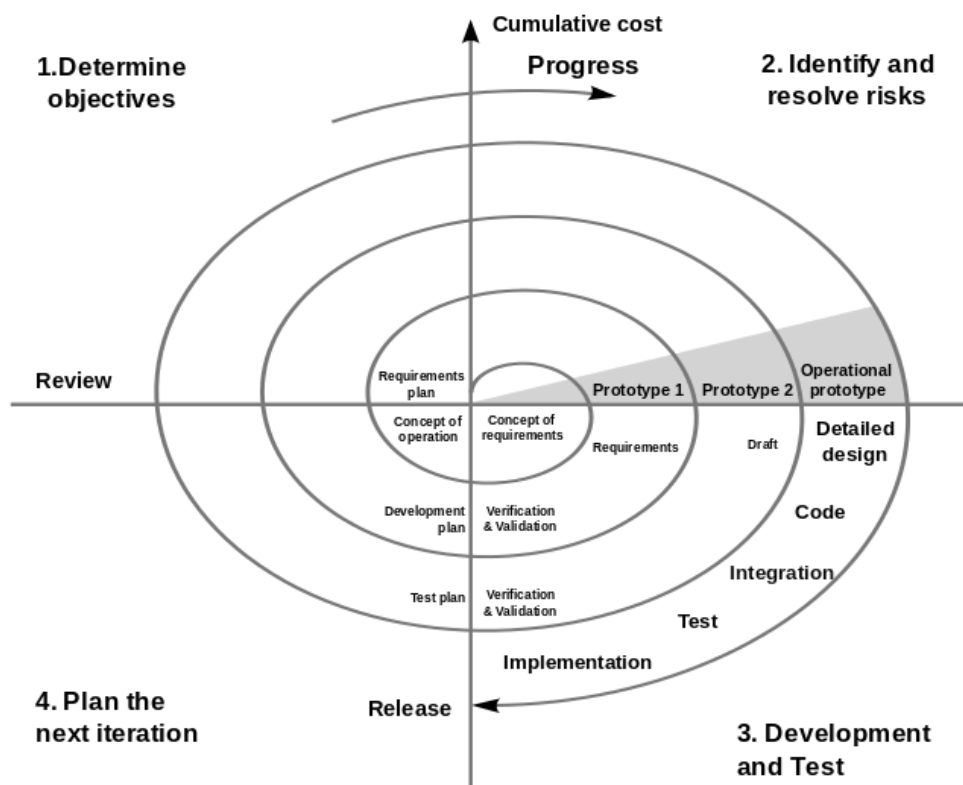 Cumulative cost
1.Determine
objectives
Progress
2. Identify and
resolve risks
Review
Requirements
plan
Prototype 1
Prototype 2
Operational
prototype
Concept of
operation
Concept of
requirements
Requirements
Draft
Detailed
design
Development
plan
Verification
& Validation
Code
Integration
Test plan
Verification
& Validation
Test
Implementation
Release
4. Plan the
next iteration
3. Development
and Test